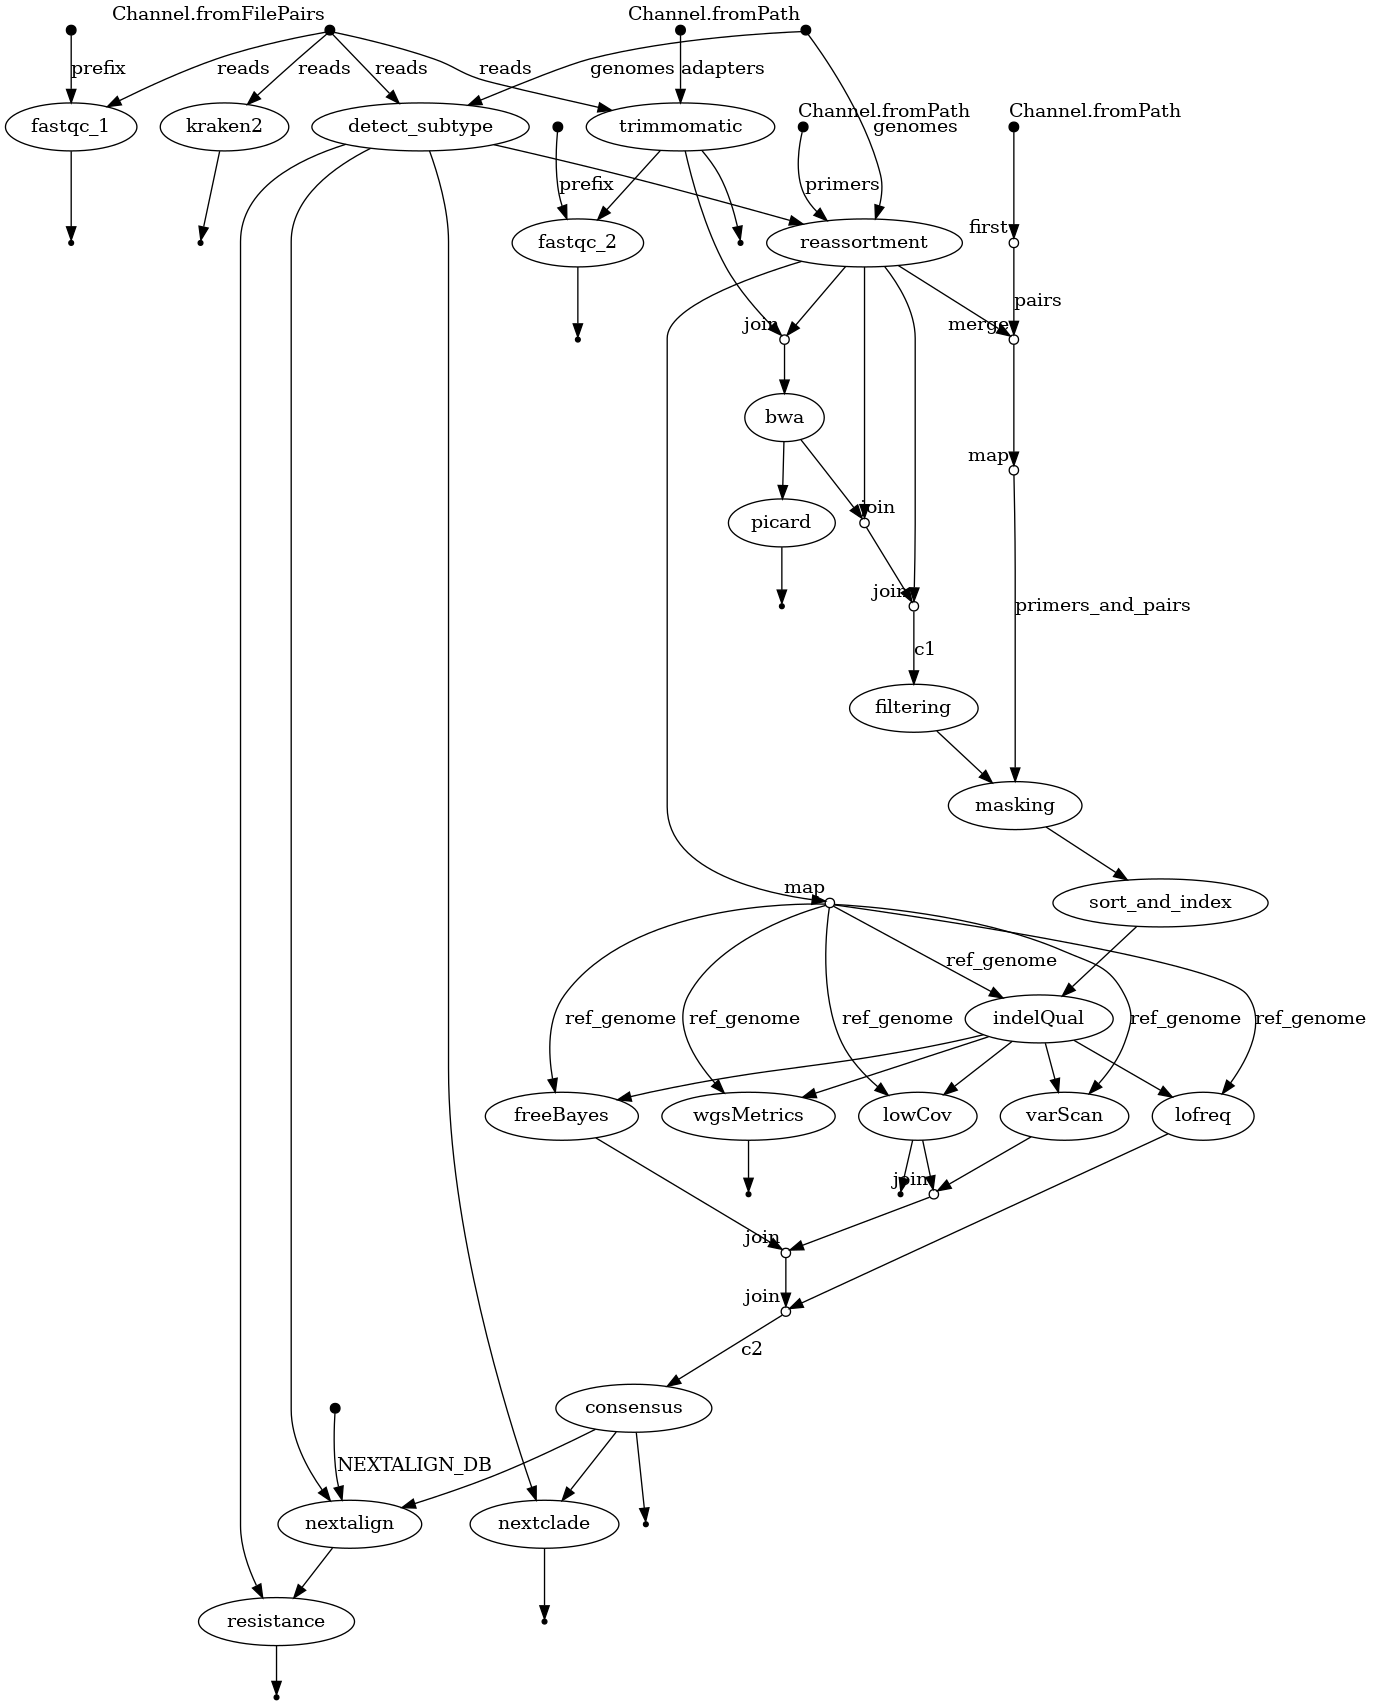 Channel.fromFilePairs
Channel.fromPath
prefix
reads
reads
reads
reads
genomes
adapters
Channel.fromPath
Channel.fromPath
fastqc_1
kraken2
detect_subtype
trimmomatic
genomes
prefix
primers
first
fastqc_2
reassortment
pairs
join
merge
bwa
map
picard
join
join
primers_and_pairs
c1
filtering
masking
map
sort_and_index
ref_genome
ref_genome
ref_genome
ref_genome
indelQual
ref_genome
ref_genome
freeBayes
wgsMetrics
lowCov
varScan
lofreq
join
join
join
c2
consensus
NEXTALIGN_DB
nextalign
nextclade
resistance